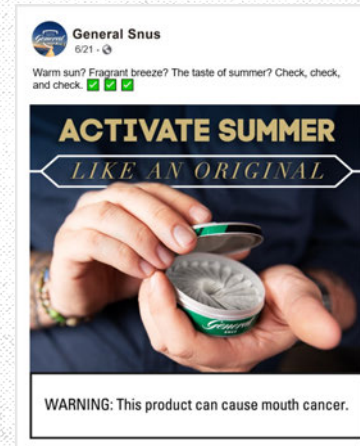 General Snus
6/21 ·
Warm sun? Fragrant breeze? The taste of summer? Check, check,
and check. ✅ ✅ ✅
ACTIVATE SUMMER
LIKE AN ORIGINAL
General
SNUS
WARNING: This product can cause mouth cancer.